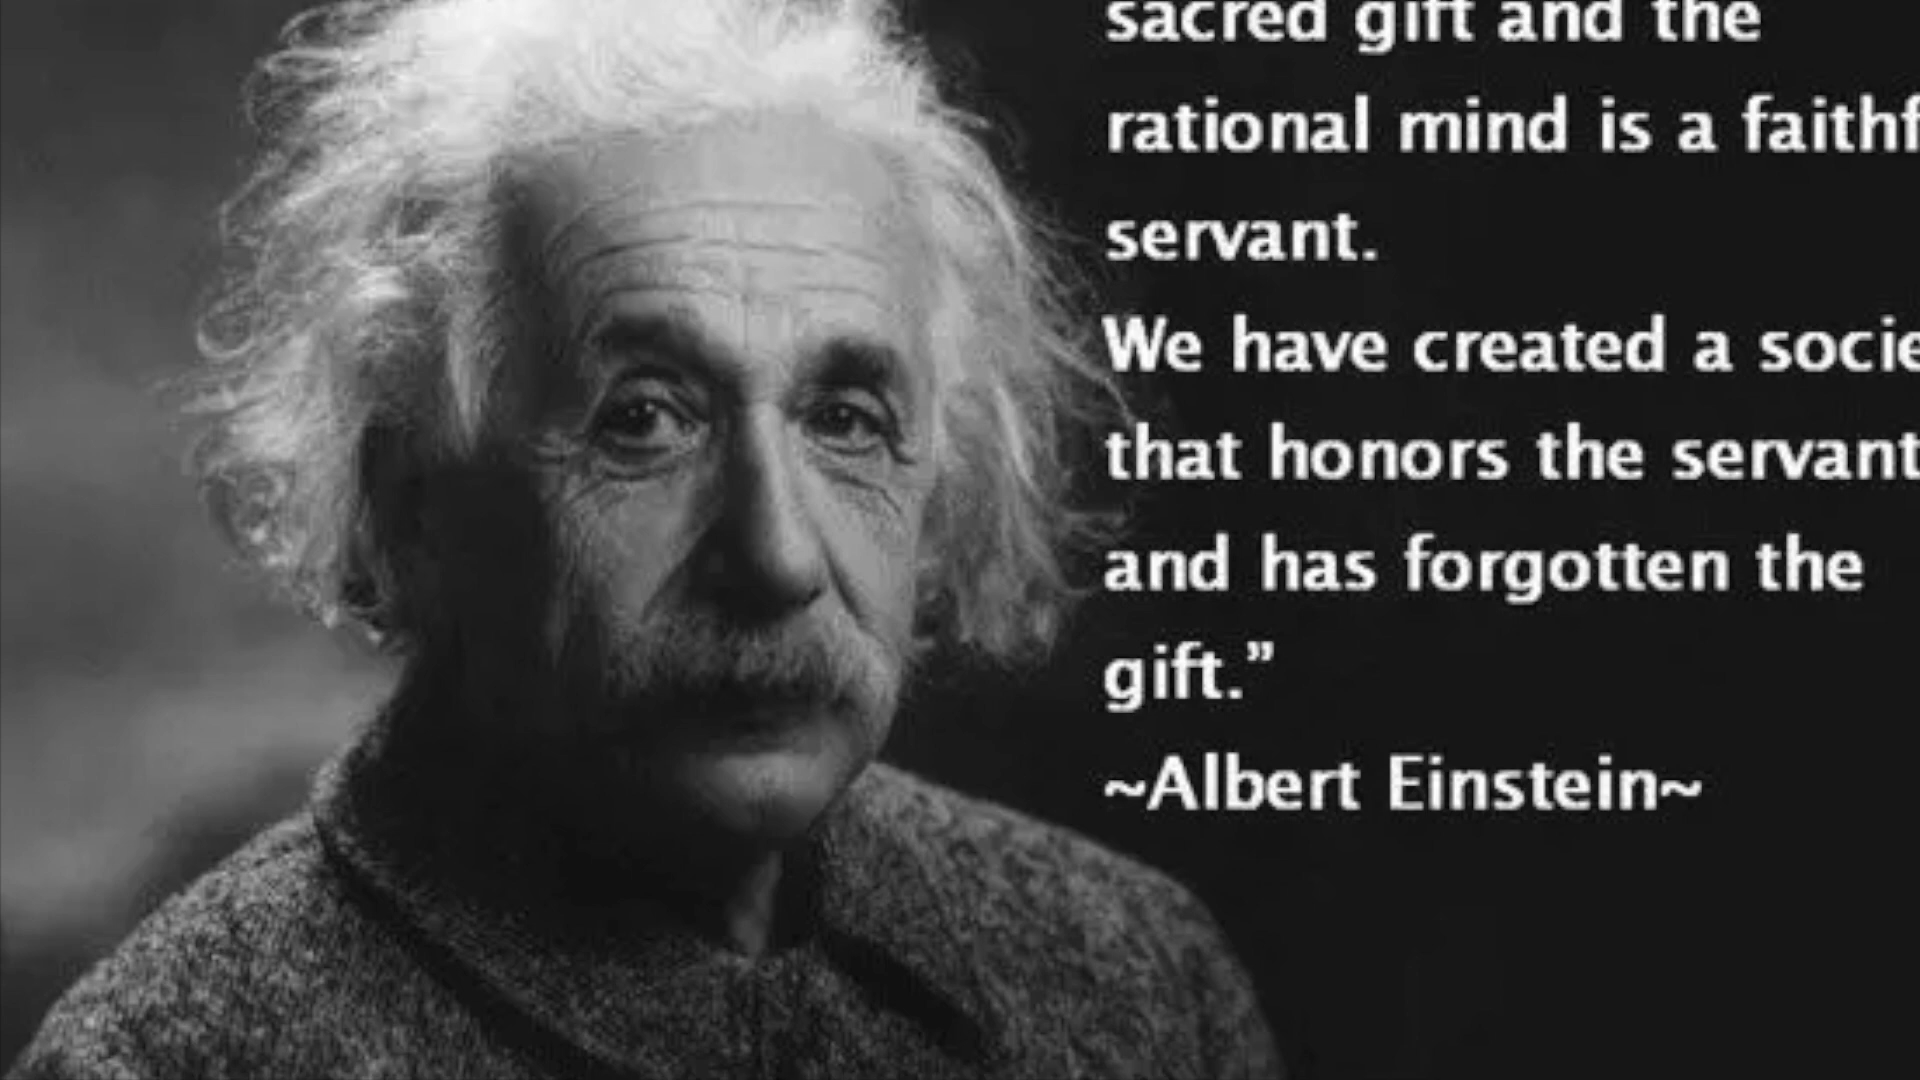 sacred gift and the
rational mind is a faithf
servant.
We have created a socie
that honors the servant
and has forgotten the
gift.”
~Albert Einstein~